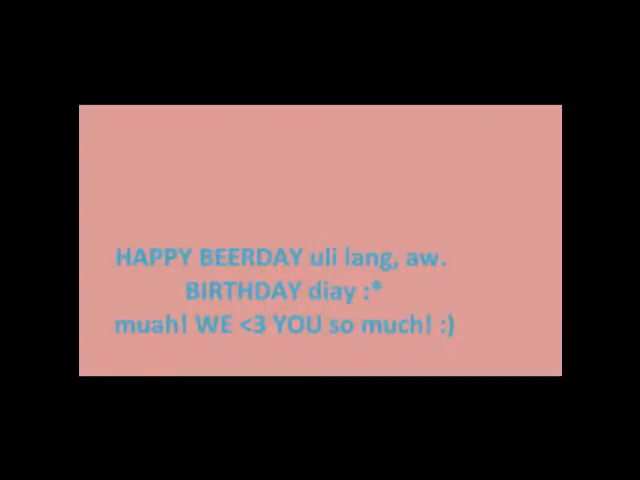 HAPPY BEERDAY uli lang, aw.
BIRTHDAY diay :*
muah! WE <3 YOU so much! :)